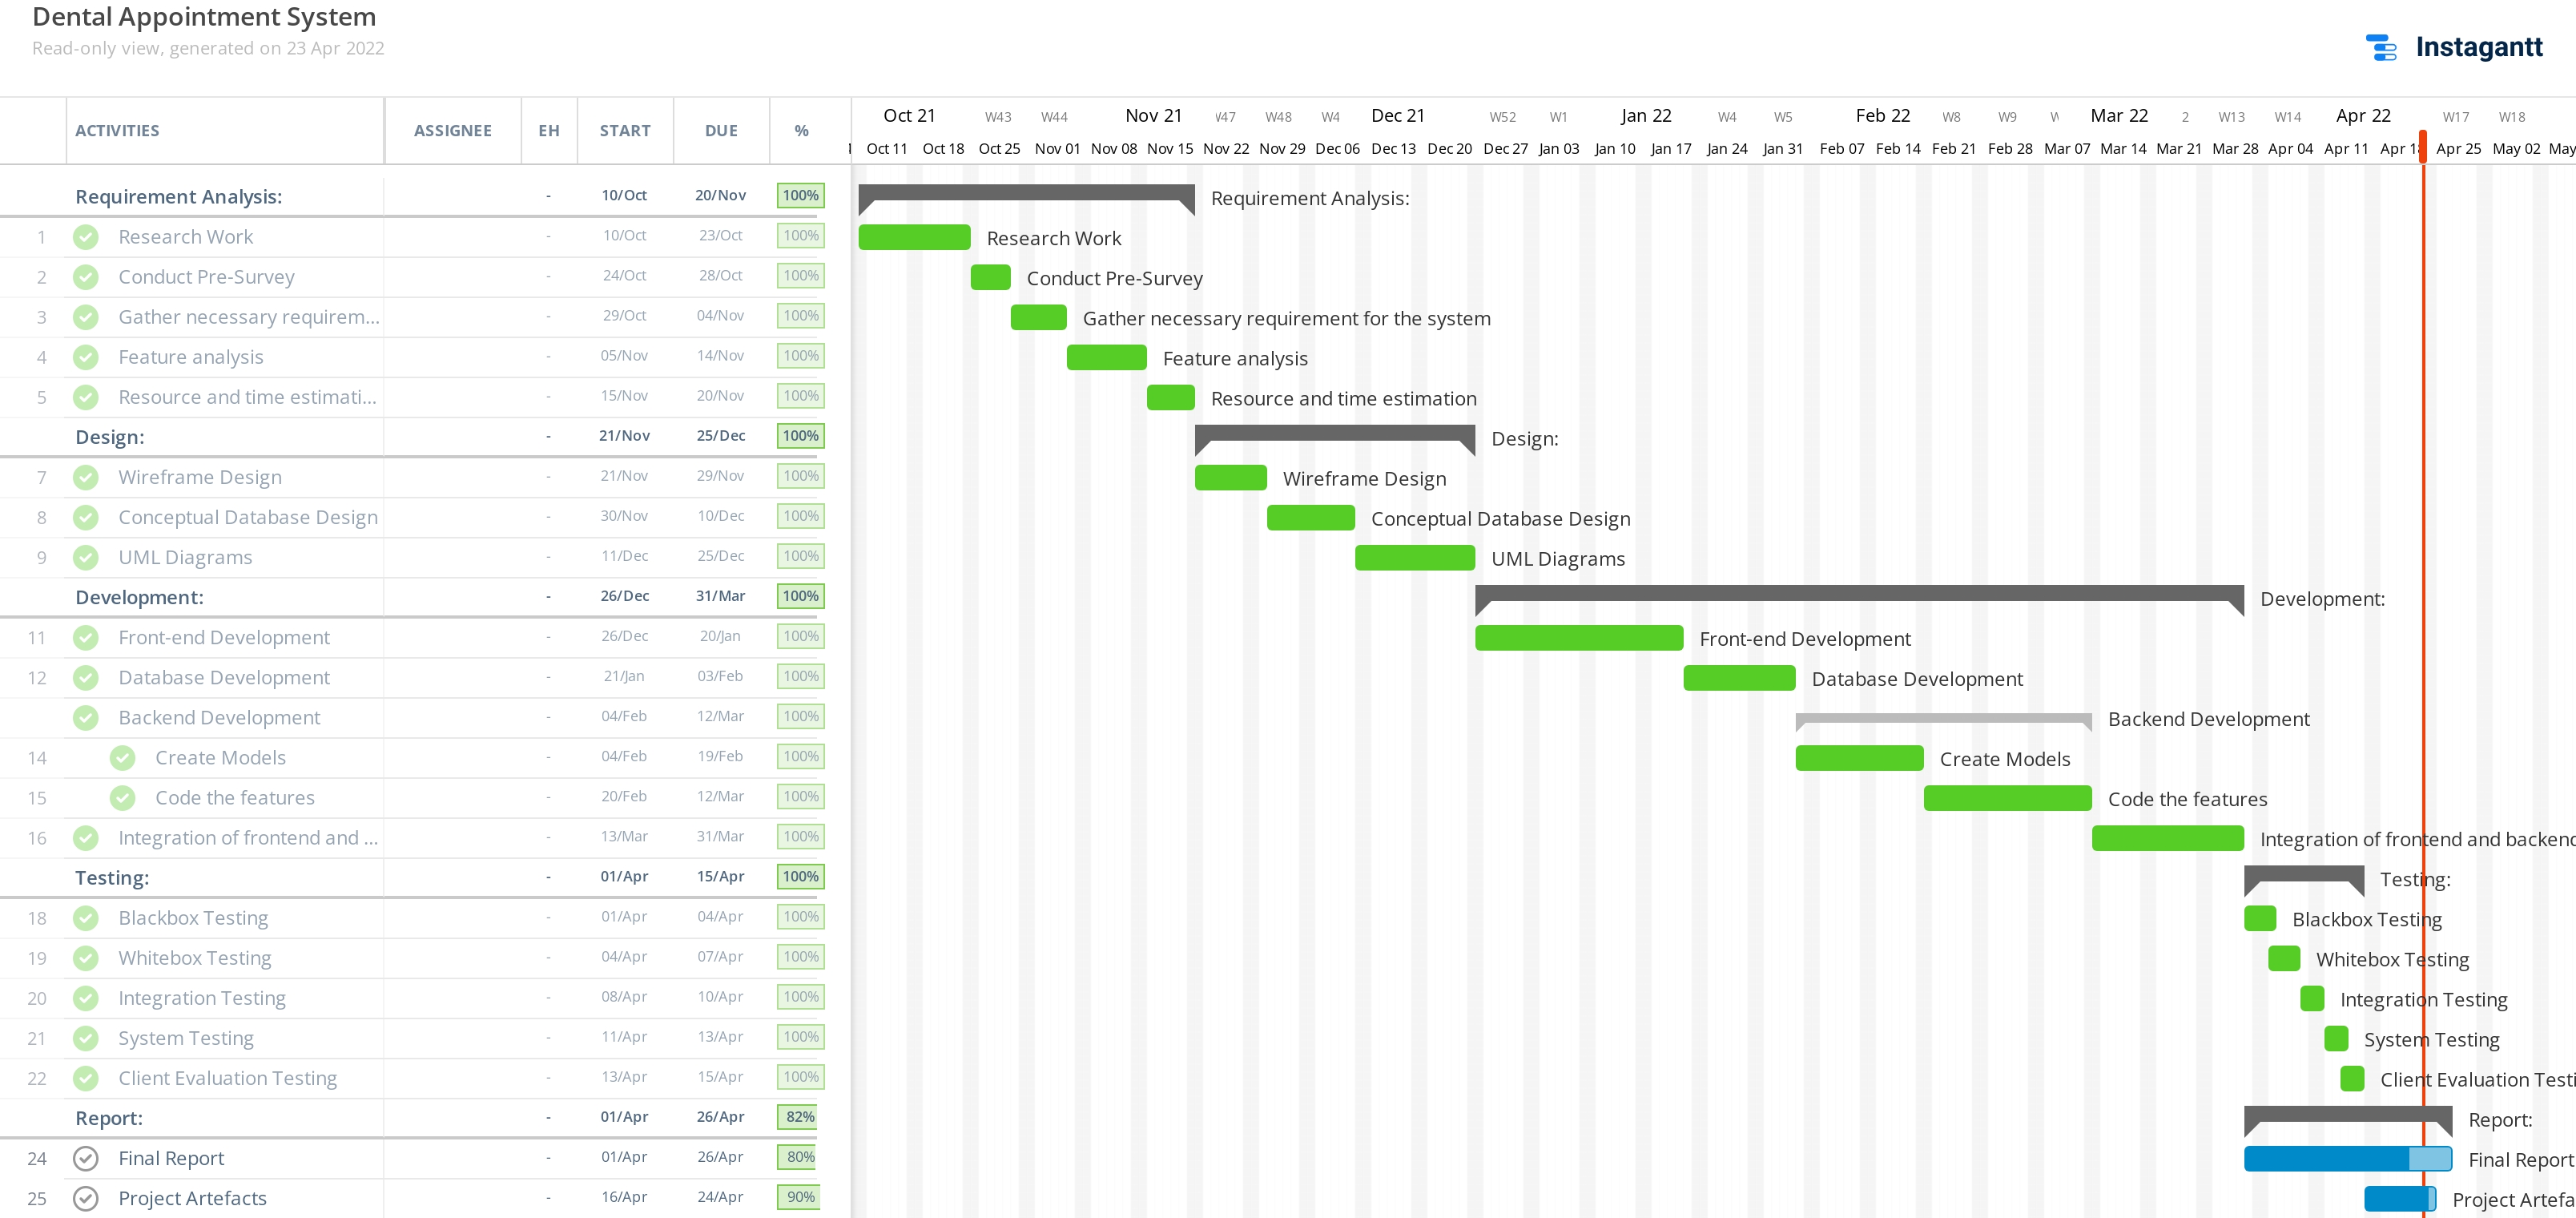 Dental Appointment System
Read-only view, generated on 23 Apr 2022
Instagantt
ACTIVITIES ASSIGNEE EH START DUE %
Oct 21 W43 W44 Nov 21 W47 W48 W4 Dec 21 W52 W1 Jan 22 W4 W5 Feb 22 W8 W9 W Mar 22 2 W13 W14 Apr 22 W17 W18
Oct 11 Oct 18 Oct 25 Nov 01 Nov 08 Nov 15 Nov 22 Nov 29 Dec 06 Dec 13 Dec 20 Dec 27 Jan 03 Jan 10 Jan 17 Jan 24 Jan 31 Feb 07 Feb 14 Feb 21 Feb 28 Mar 07 Mar 14 Mar 21 Mar 28 Apr 04 Apr 11 Apr 18 Apr 25 May 02 May
Requirement Analysis: - 10/Oct 20/Nov 100% Requirement Analysis:
1 Research Work - 10/Oct 23/Oct 100% Research Work
2 Conduct Pre-Survey - 24/Oct 28/Oct 100% Conduct Pre-Survey
3 Gather necessary requirem... - 29/Oct 04/Nov 100% Gather necessary requirement for the system
4 Feature analysis - 05/Nov 14/Nov 100% Feature analysis
5 Resource and time estimati... - 15/Nov 20/Nov 100% Resource and time estimation
Design: - 21/Nov 25/Dec 100% Design:
7 Wireframe Design - 21/Nov 29/Nov 100% Wireframe Design
8 Conceptual Database Design - 30/Nov 10/Dec 100% Conceptual Database Design
9 UML Diagrams - 11/Dec 25/Dec 100% UML Diagrams
Development: - 26/Dec 31/Mar 100% Development:
11 Front-end Development - 26/Dec 20/Jan 100% Front-end Development
12 Database Development - 21/Jan 03/Feb 100% Database Development
Backend Development - 04/Feb 12/Mar 100% Backend Development
14 Create Models - 04/Feb 19/Feb 100% Create Models
15 Code the features - 20/Feb 12/Mar 100% Code the features
16 Integration of frontend and ... - 13/Mar 31/Mar 100% Integration of frontend and backend
Testing: - 01/Apr 15/Apr 100% Testing:
18 Blackbox Testing - 01/Apr 04/Apr 100% Blackbox Testing
19 Whitebox Testing - 04/Apr 07/Apr 100% Whitebox Testing
20 Integration Testing - 08/Apr 10/Apr 100% Integration Testing
21 System Testing - 11/Apr 13/Apr 100% System Testing
22 Client Evaluation Testing - 13/Apr 15/Apr 100% Client Evaluation Testi
Report: - 01/Apr 26/Apr 82% Report:
24 Final Report - 01/Apr 26/Apr 80% Final Report
25 Project Artefacts - 16/Apr 24/Apr 90% Project Artefa